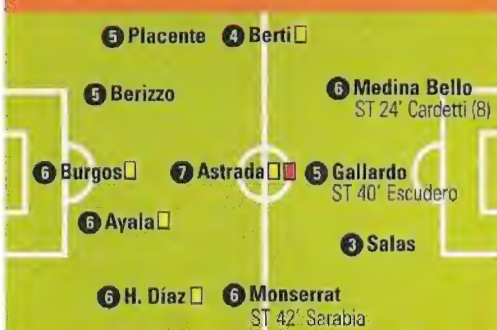 5 Placente
4 Berti
5 Berizzo
6 Medina Bello
ST 24' Cardetti (8)
6 Burgos
7 Astrada
5 Gallardo
ST 40' Escudero
6 Ayala
3 Salas
6 H. Díaz
6 Monserrat
ST 42' Sarabia